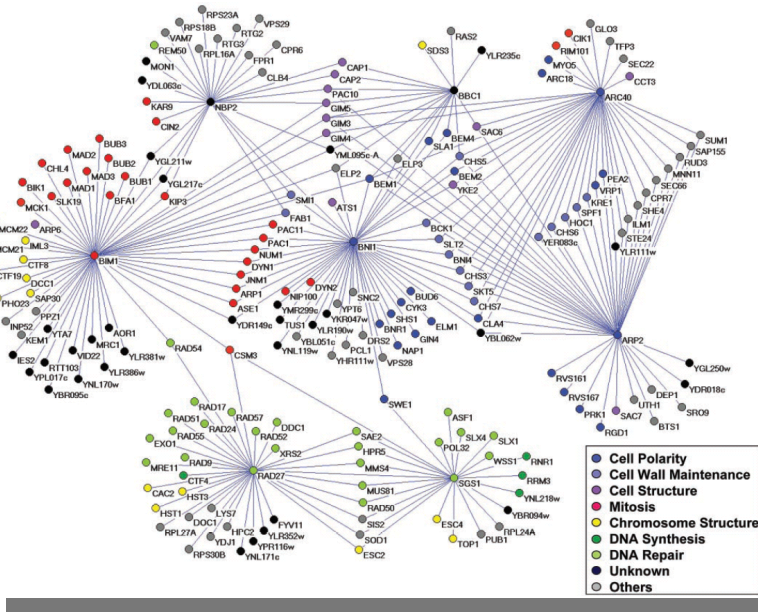 RPS23A
RPS18B
VPS29
VAM7
RTG2
RTG3
REM50
RPL16A
CPR6
MON1
FPR1
YDL063c
CLB4
NBP2
KAR9
CIN2
CAP1
CAP2
PAC10
GIM5
GIM3
GIM4
YML095c-A
ELP2
ELP3
BEM1
ATS1
RAS2
SDS3
YLR235c
BBC1
SAC6
BEM4
SLA1
CHS5
BEM2
YKE2
GLO3
CIK1
TFP3
RIM101
MYO5
SEC22
ARC18
CCT3
ARC40
SUM1
SAP155
RUD3
MNN11
SEC66
CPR7
SHE4
ILM1
STE24
YLR111w
PEA2
VRP1
KRE1
SPF1
HOC1
CHS6
YER083c
BUB3
MAD2
BUB2
CHL4
MAD3
BIK1
MAD1
BUB1
MCK1
SLK19
BFA1
YGL211w
YGL217c
KIP3
MCM22
ARP6
IML3
MCM21
CTF8
CTF19
DCC1
PHO23
SAP30
PPZ1
INP52
YTA7
KEM1
AOR1
MRC1
IES2
VID22
YLR381w
RTT103
YPL017c
YLR386w
YNL170w
YBR095c
BIM1
SMI1
FAB1
PAC11
PAC1
NUM1
DYN1
JNM1
ARP1
ASE1
YDR149c
BNI1
DYN2
NIP100
SNC2
YMR299c
YPT6
TUS1
YKR047w
YLR190w
YBL051c
YNL119w
PCL1
DRS2
YHR111w
VPS28
BUD6
CYK3
SHS1
BNR1
ELM1
GIN4
NAP1
BCK1
SLT2
BNI4
CHS3
SKT5
CHS7
CLA4
YBL062w
SWE1
ARP2
YGL250w
RVS161
YDR018c
RVS167
DEP1
UTH1
SRO9
PRK1
SAC7
RGD1
BTS1
RAD54
CSM3
RAD17
RAD51
RAD57
DDC1
RAD24
RAD55
RAD52
EXO1
XRS2
RAD9
MRE11
CTF4
RAD27
CAC2
HST3
HST1
LYS7
DOC1
FYV11
RPL27A
HPC2
YLR352w
YDJ1
YPR116w
RPS30B
YNL171c
SAE2
HPR5
MMS4
MUS81
RAD50
SIS2
SOD1
ESC2
ASF1
SLX4
SLX1
POL32
WSS1
RNR1
SGS1
RRM3
YNL218w
YBR094w
ESC4
RPL24A
TOP1
PUB1
Cell Polarity
Cell Wall Maintenance
Cell Structure
Mitosis
Chromosome Structure
DNA Synthesis
DNA Repair
Unknown
Others